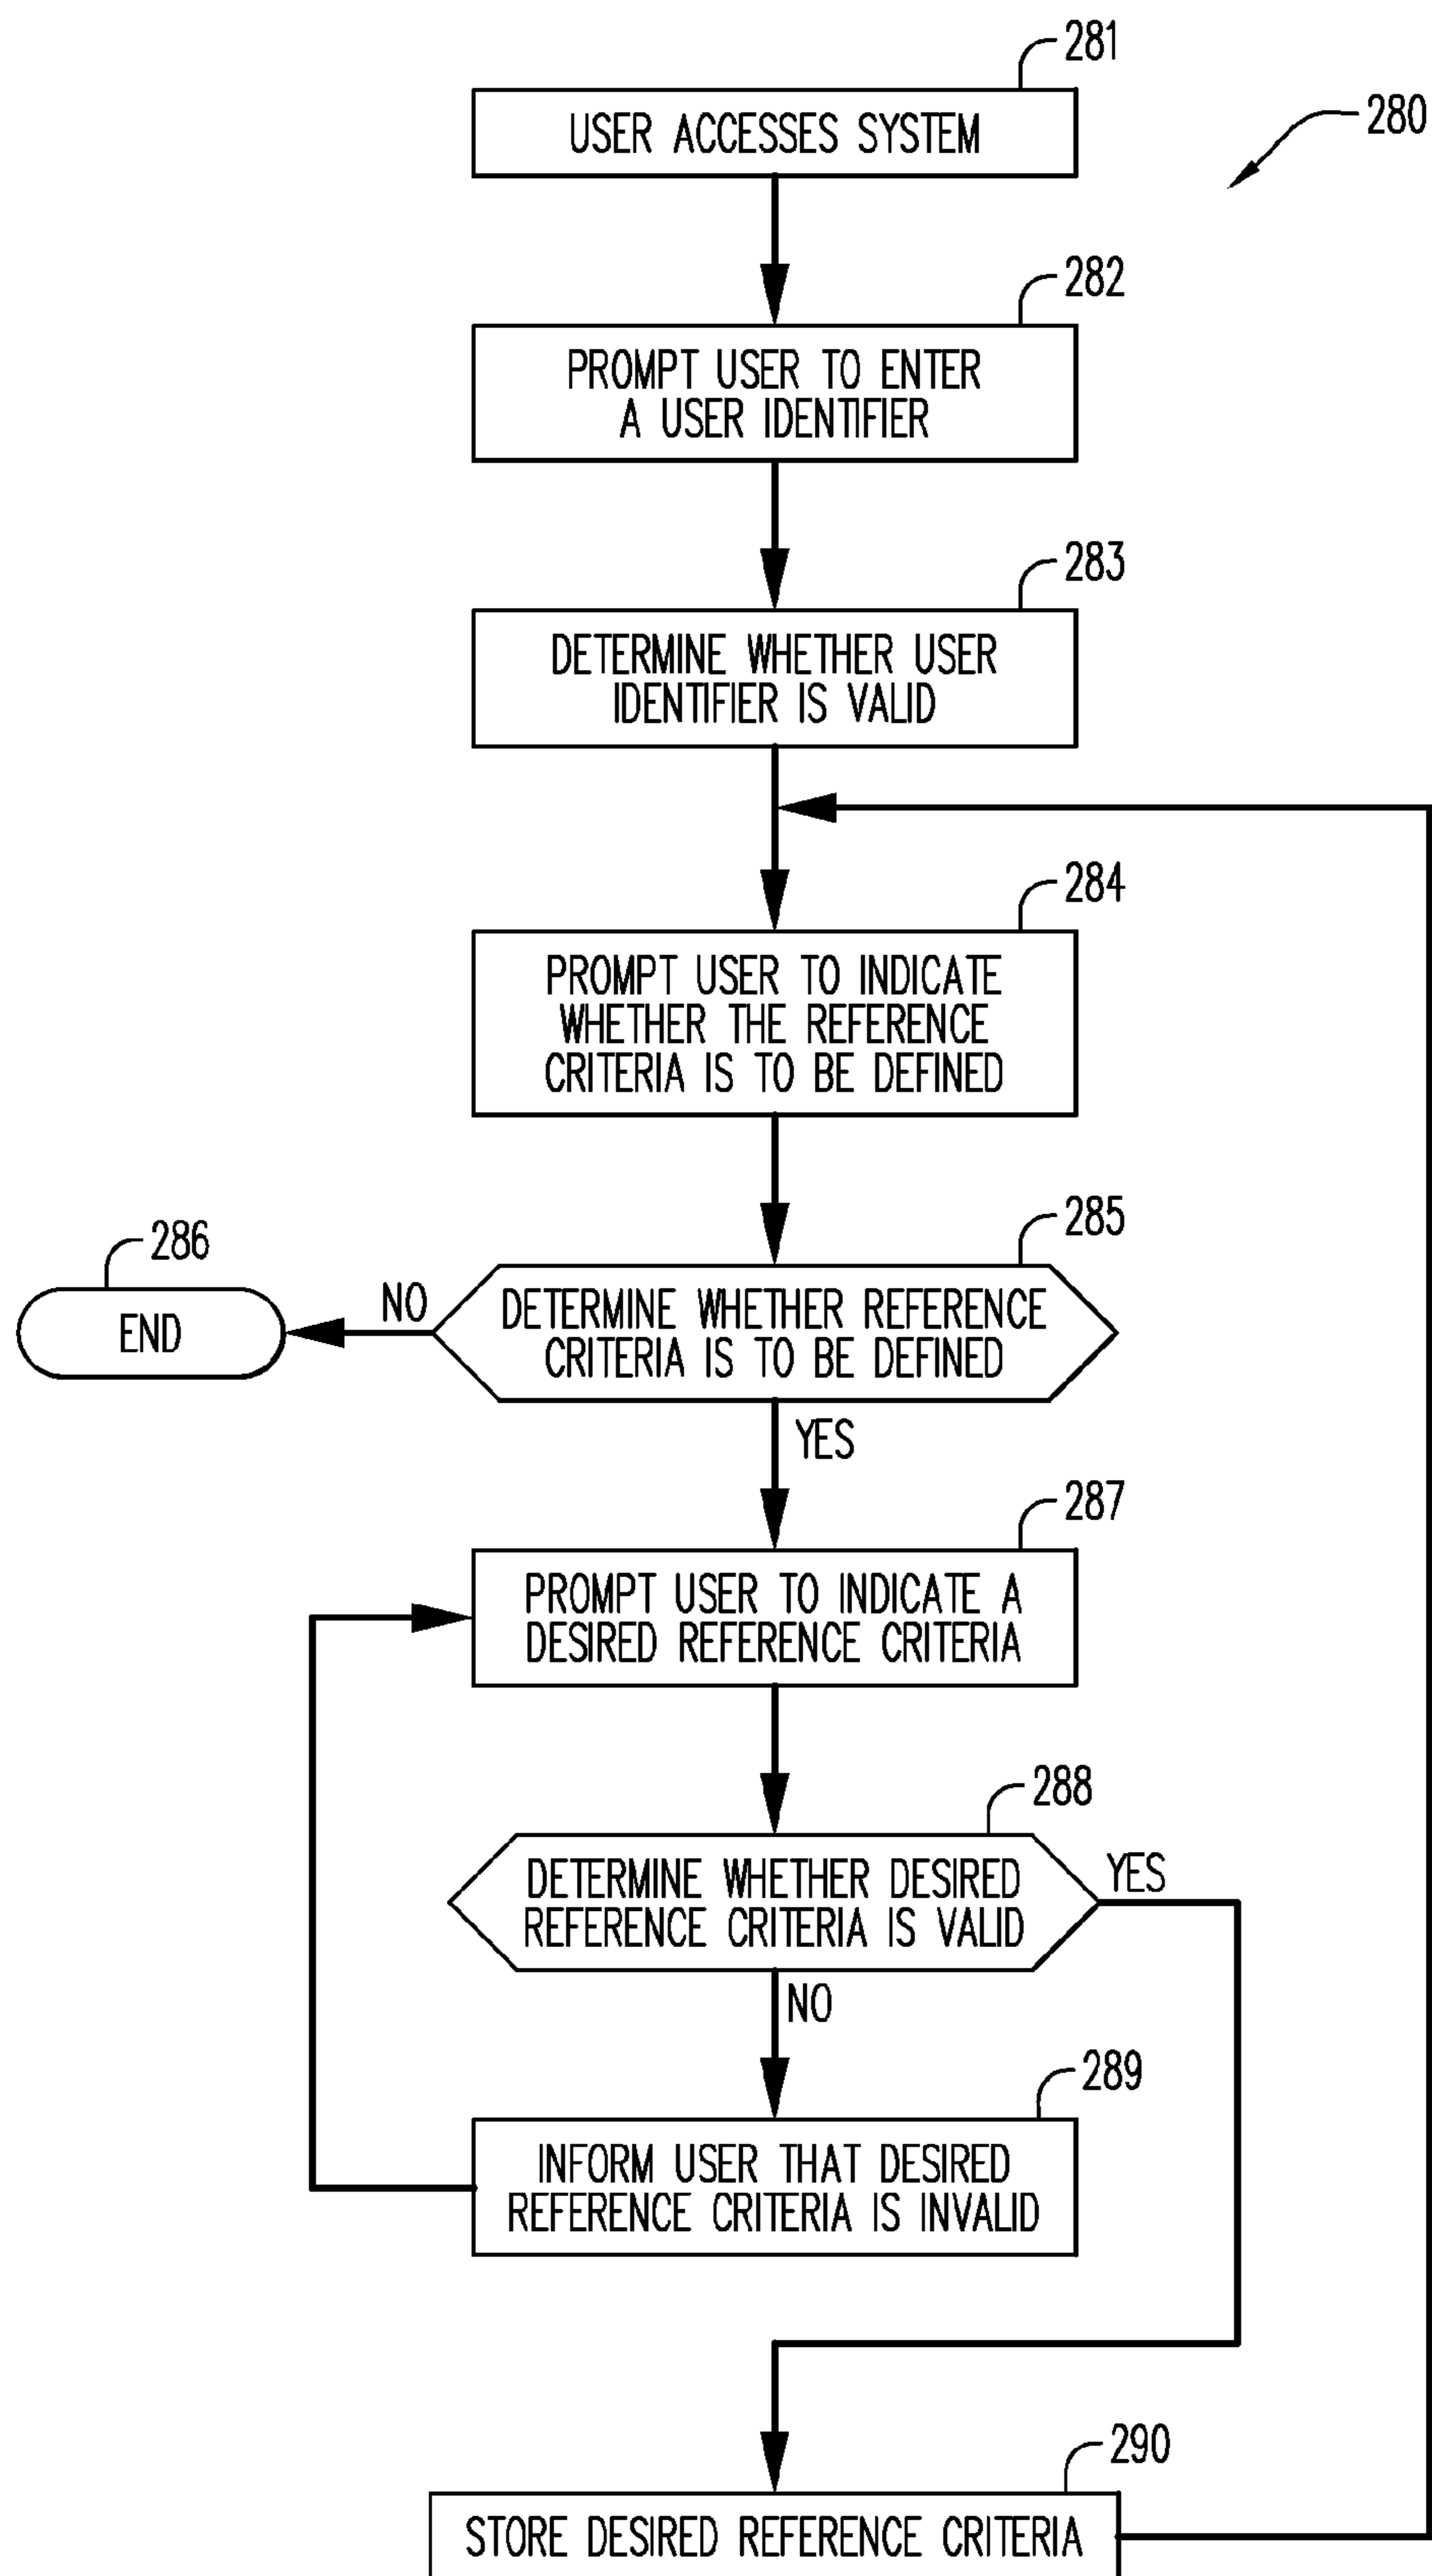 281
USER ACCESSES SYSTEM
280
282
PROMPT USER TO ENTER
A USER IDENTIFIER
283
DETERMINE WHETHER USER
IDENTIFIER IS VALID
284
PROMPT USER TO INDICATE
WHETHER THE REFERENCE
CRITERIA IS TO BE DEFINED
285
DETERMINE WHETHER REFERENCE
CRITERIA IS TO BE DEFINED
NO
286
END
YES
287
PROMPT USER TO INDICATE A
DESIRED REFERENCE CRITERIA
288
DETERMINE WHETHER DESIRED
REFERENCE CRITERIA IS VALID
YES
NO
289
INFORM USER THAT DESIRED
REFERENCE CRITERIA IS INVALID
290
STORE DESIRED REFERENCE CRITERIA